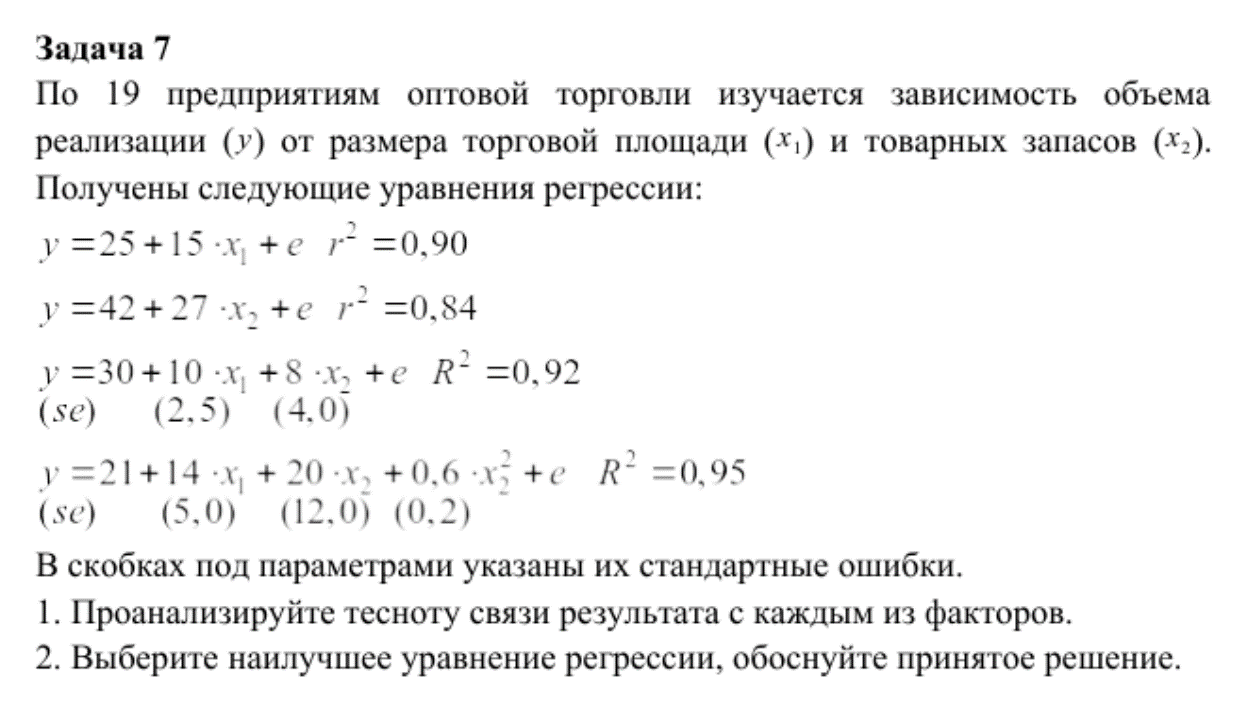 Задача 7
По 19 предприятиям оптовой торговли изучается зависимость объема
реализации (y) от размера торговой площади (x₁) и товарных запасов (x₂).
Получены следующие уравнения регрессии:
y =25+15 ·x₁ +e r² =0,90
y =42+27 ·x₂ +e r² =0,84
y =30+10 ·x₁ +8 ·x₂ +e R² =0,92
(se) (2,5) (4,0)
y =21+14 ·x₁ + 20 ·x₂ +0,6 ·x₂² +e R² =0,95
(se) (5,0) (12,0) (0,2)
В скобках под параметрами указаны их стандартные ошибки.
1. Проанализируйте тесноту связи результата с каждым из факторов.
2. Выберите наилучшее уравнение регрессии, обоснуйте принятое решение.